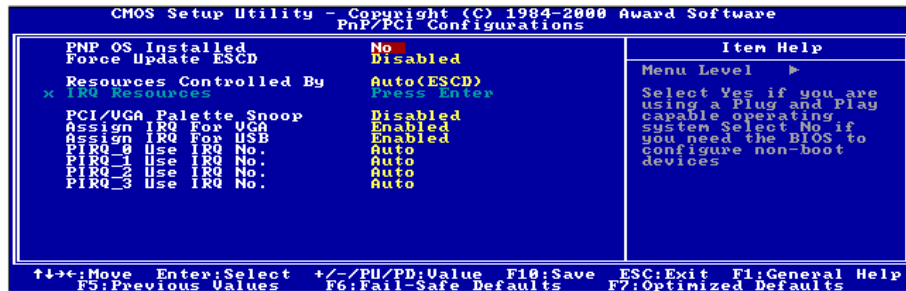 CMOS Setup Utility - Copyright (C) 1984-2000 Award Software
PnP/PCI Configurations
PNP OS Installed No
Force Update ESCD Disabled
Resources Controlled By Auto(ESCD)
x IRQ Resources Press Enter
PCI/VGA Palette Snoop Disabled
Assign IRQ For VGA Enabled
Assign IRQ For USB Enabled
PIRQ_0 Use IRQ No. Auto
PIRQ_1 Use IRQ No. Auto
PIRQ_2 Use IRQ No. Auto
PIRQ_3 Use IRQ No. Auto
Item Help
Menu Level ▶
Select Yes if you are
using a Plug and Play
capable operating
system Select No if
you need the BIOS to
configure non-boot
devices
↑↓→←:Move Enter:Select +/-/PU/PD:Value F10:Save ESC:Exit F1:General Help
F5:Previous Values F6:Fail-Safe Defaults F7:Optimized Defaults